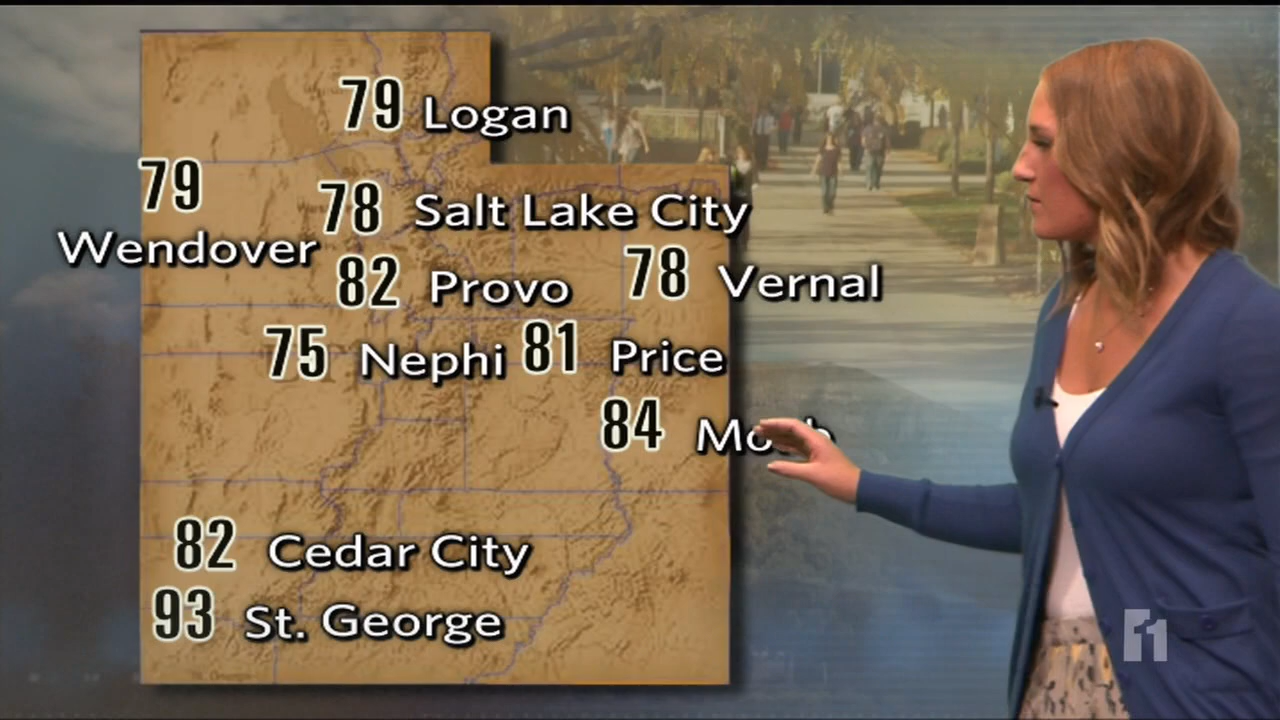 79 Logan
79
Wendover
78 Salt Lake City
82 Provo
78 Vernal
75 Nephi
81 Price
84
82 Cedar City
93 St. George
11